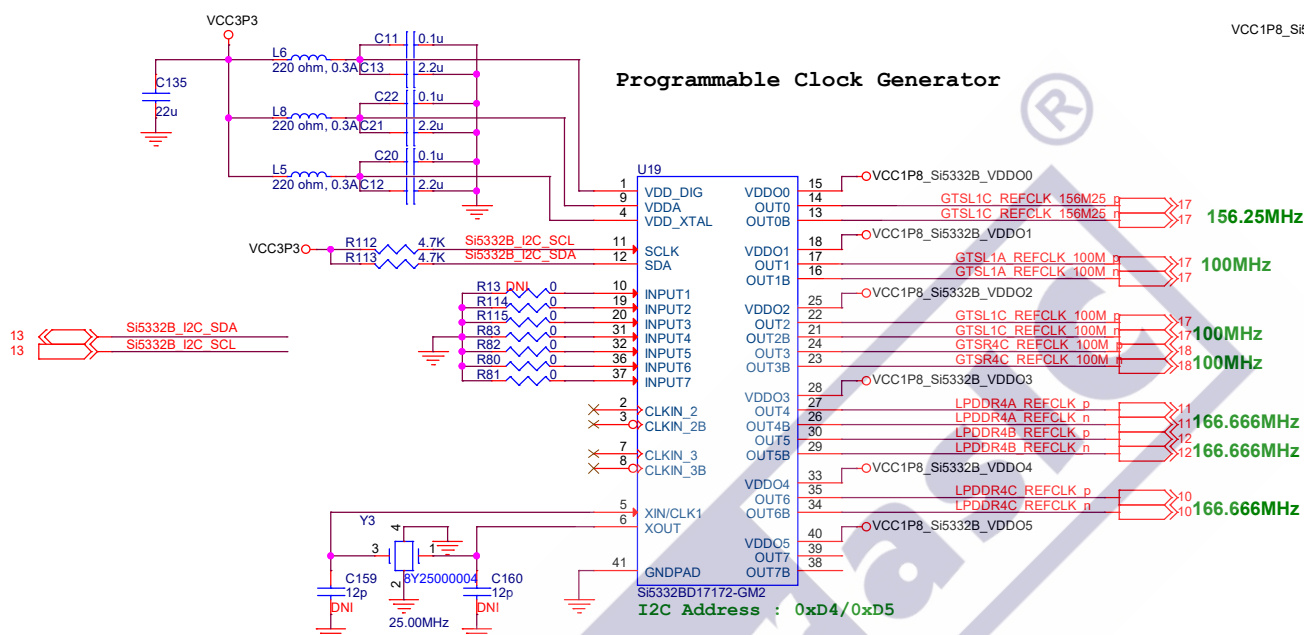 VCC3P3
VCC1P8_Si5
C135
22u
L6
220 ohm, 0.3A
C11
0.1u
C13
2.2u
L8
220 ohm, 0.3A
C22
0.1u
C21
2.2u
L5
220 ohm, 0.3A
C20
0.1u
C12
2.2u
Programmable Clock Generator
U19
1 VDD_DIG
9 VDDA
4 VDD_XTAL
VCC3P3
R112 4.7K Si5332B_I2C_SCL 11 SCLK
R113 4.7K Si5332B_I2C_SDA 12 SDA
R13 DNI 0 10 INPUT1
R114 0 19 INPUT2
R115 0 20 INPUT3
R83 0 31 INPUT4
R82 0 32 INPUT5
R80 0 36 INPUT6
R81 0 37 INPUT7
13 Si5332B_I2C_SDA
13 Si5332B_I2C_SCL
2 CLKIN_2
3 CLKIN_2B
7 CLKIN_3
8 CLKIN_3B
5 XIN/CLK1
6 XOUT
Y3
4
3
1
2
8Y25000004
25.00MHz
C159
12p
DNI
C160
12p
DNI
41 GNDPAD
VDDO0 15 VCC1P8_Si5332B_VDDO0
OUT0 14 GTSL1C_REFCLK_156M25_p 17
OUT0B 13 GTSL1C_REFCLK_156M25_n 17
156.25MHz
VDDO1 18 VCC1P8_Si5332B_VDDO1
OUT1 17 GTSL1A_REFCLK_100M_p 17
OUT1B 16 GTSL1A_REFCLK_100M_n 17
100MHz
VDDO2 25 VCC1P8_Si5332B_VDDO2
OUT2 22 GTSL1C_REFCLK_100M_p 17
OUT2B 21 GTSL1C_REFCLK_100M_n 17
100MHz
OUT3 24 GTSR4C_REFCLK_100M_p 18
OUT3B 23 GTSR4C_REFCLK_100M_n 18
100MHz
VDDO3 28 VCC1P8_Si5332B_VDDO3
OUT4 27 LPDDR4A_REFCLK_p 11
OUT4B 26 LPDDR4A_REFCLK_n 11
166.666MHz
OUT5 30 LPDDR4B_REFCLK_p 12
OUT5B 29 LPDDR4B_REFCLK_n 12
166.666MHz
VDDO4 33 VCC1P8_Si5332B_VDDO4
OUT6 35 LPDDR4C_REFCLK_p 10
OUT6B 34 LPDDR4C_REFCLK_n 10
166.666MHz
VDDO5 40 VCC1P8_Si5332B_VDDO5
OUT7 39
OUT7B 38
Si5332BD17172-GM2
I2C Address : 0xD4/0xD5
asic
®